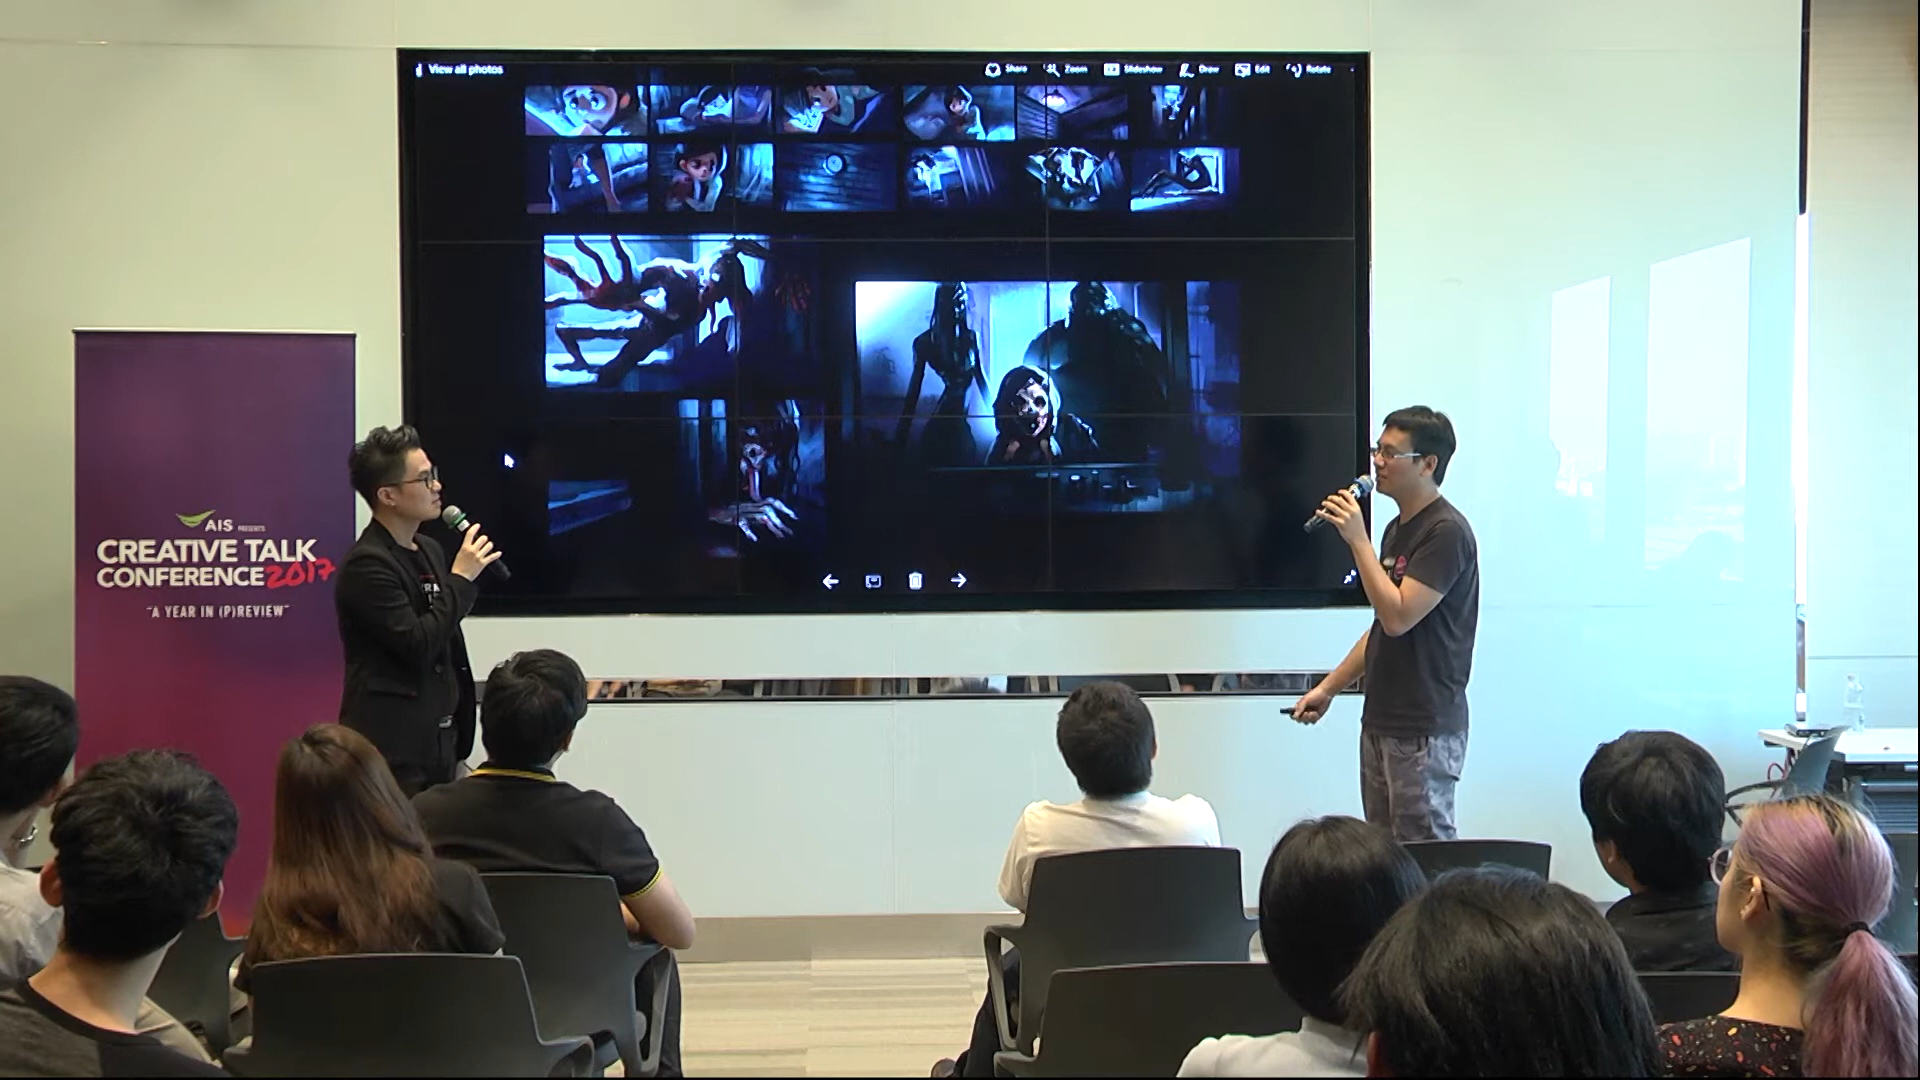 View all photos
Share Zoom Slideshow Draw Edit Rotate
AIS PRESENTS
CREATIVE TALK
CONFERENCE 2017
"A YEAR IN (P)REVIEW"